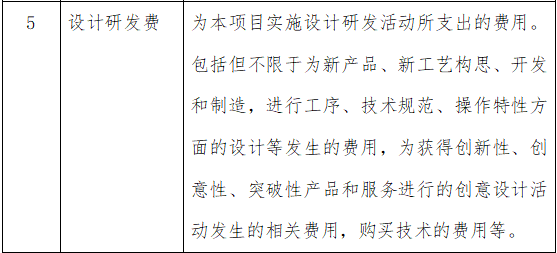 5 设计研发费 为本项目实施设计研发活动所支出的费用。
包括但不限于为新产品、新工艺构思、开发
和制造，进行工序、技术规范、操作特性方
面的设计等发生的费用，为获得创新性、创
意性、突破性产品和服务进行的创意设计活
动发生的相关费用，购买技术的费用等。